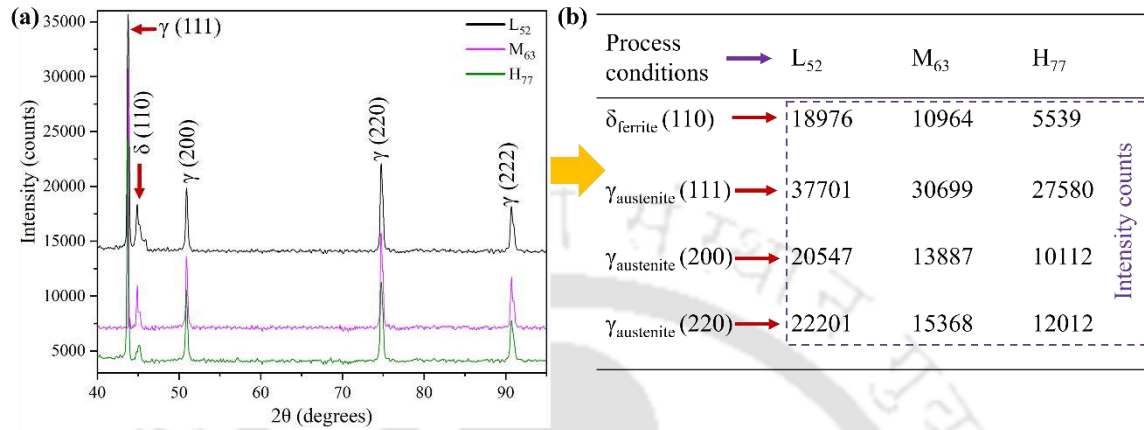 (a)
35000
30000
25000
20000
15000
10000
5000
Intensity (counts)
γ (111)
δ (110)
γ (200)
γ (220)
γ (222)
L₅₂
M₆₃
H₇₇
40 50 60 70 80 90
2θ (degrees)
(b)
Process conditions L₅₂ M₆₃ H₇₇
δferrite (110) 18976 10964 5539
γaustenite (111) 37701 30699 27580
γaustenite (200) 20547 13887 10112
γaustenite (220) 22201 15368 12012
Intensity counts